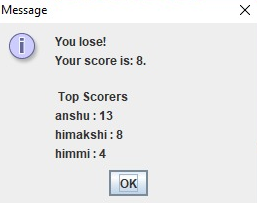 Message
You lose!
Your score is: 8.
Top Scorers
anshu : 13
himakshi : 8
himmi : 4
OK